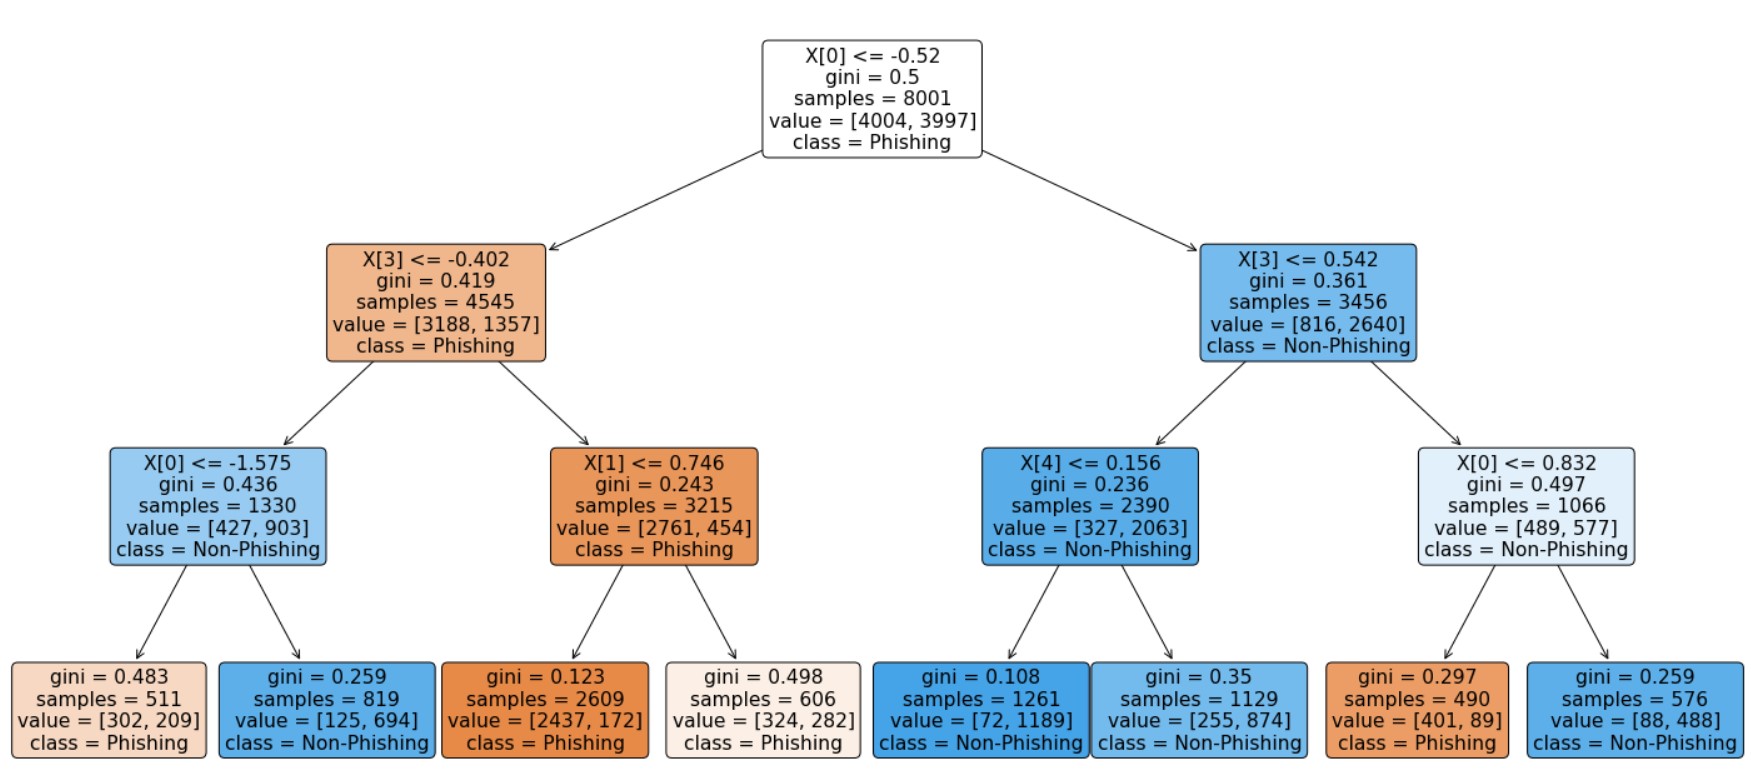 X[0] <= -0.52
gini = 0.5
samples = 8001
value = [4004, 3997]
class = Phishing
X[3] <= -0.402
gini = 0.419
samples = 4545
value = [3188, 1357]
class = Phishing
X[3] <= 0.542
gini = 0.361
samples = 3456
value = [816, 2640]
class = Non-Phishing
X[0] <= -1.575
gini = 0.436
samples = 1330
value = [427, 903]
class = Non-Phishing
X[1] <= 0.746
gini = 0.243
samples = 3215
value = [2761, 454]
class = Phishing
X[4] <= 0.156
gini = 0.236
samples = 2390
value = [327, 2063]
class = Non-Phishing
X[0] <= 0.832
gini = 0.497
samples = 1066
value = [489, 577]
class = Non-Phishing
gini = 0.483
samples = 511
value = [302, 209]
class = Phishing
gini = 0.259
samples = 819
value = [125, 694]
class = Non-Phishing
gini = 0.123
samples = 2609
value = [2437, 172]
class = Phishing
gini = 0.498
samples = 606
value = [324, 282]
class = Phishing
gini = 0.108
samples = 1261
value = [72, 1189]
class = Non-Phishing
gini = 0.35
samples = 1129
value = [255, 874]
class = Non-Phishing
gini = 0.297
samples = 490
value = [401, 89]
class = Phishing
gini = 0.259
samples = 576
value = [88, 488]
class = Non-Phishing